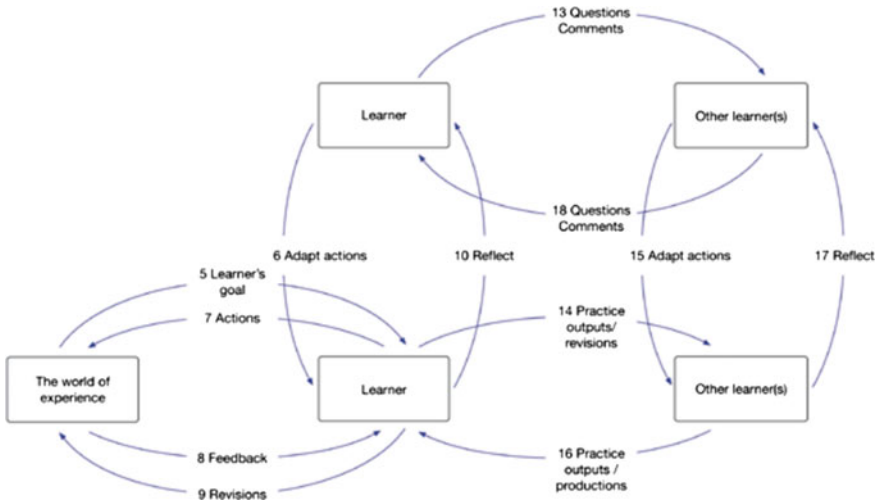 13 Questions
Comments
Learner
Other learner(s)
18 Questions
Comments
6 Adapt actions
10 Reflect
15 Adapt actions
17 Reflect
5 Learner's
goal
7 Actions
14 Practice
outputs/
revisions
The world of
experience
Learner
Other learner(s)
8 Feedback
9 Revisions
16 Practice
outputs /
productions